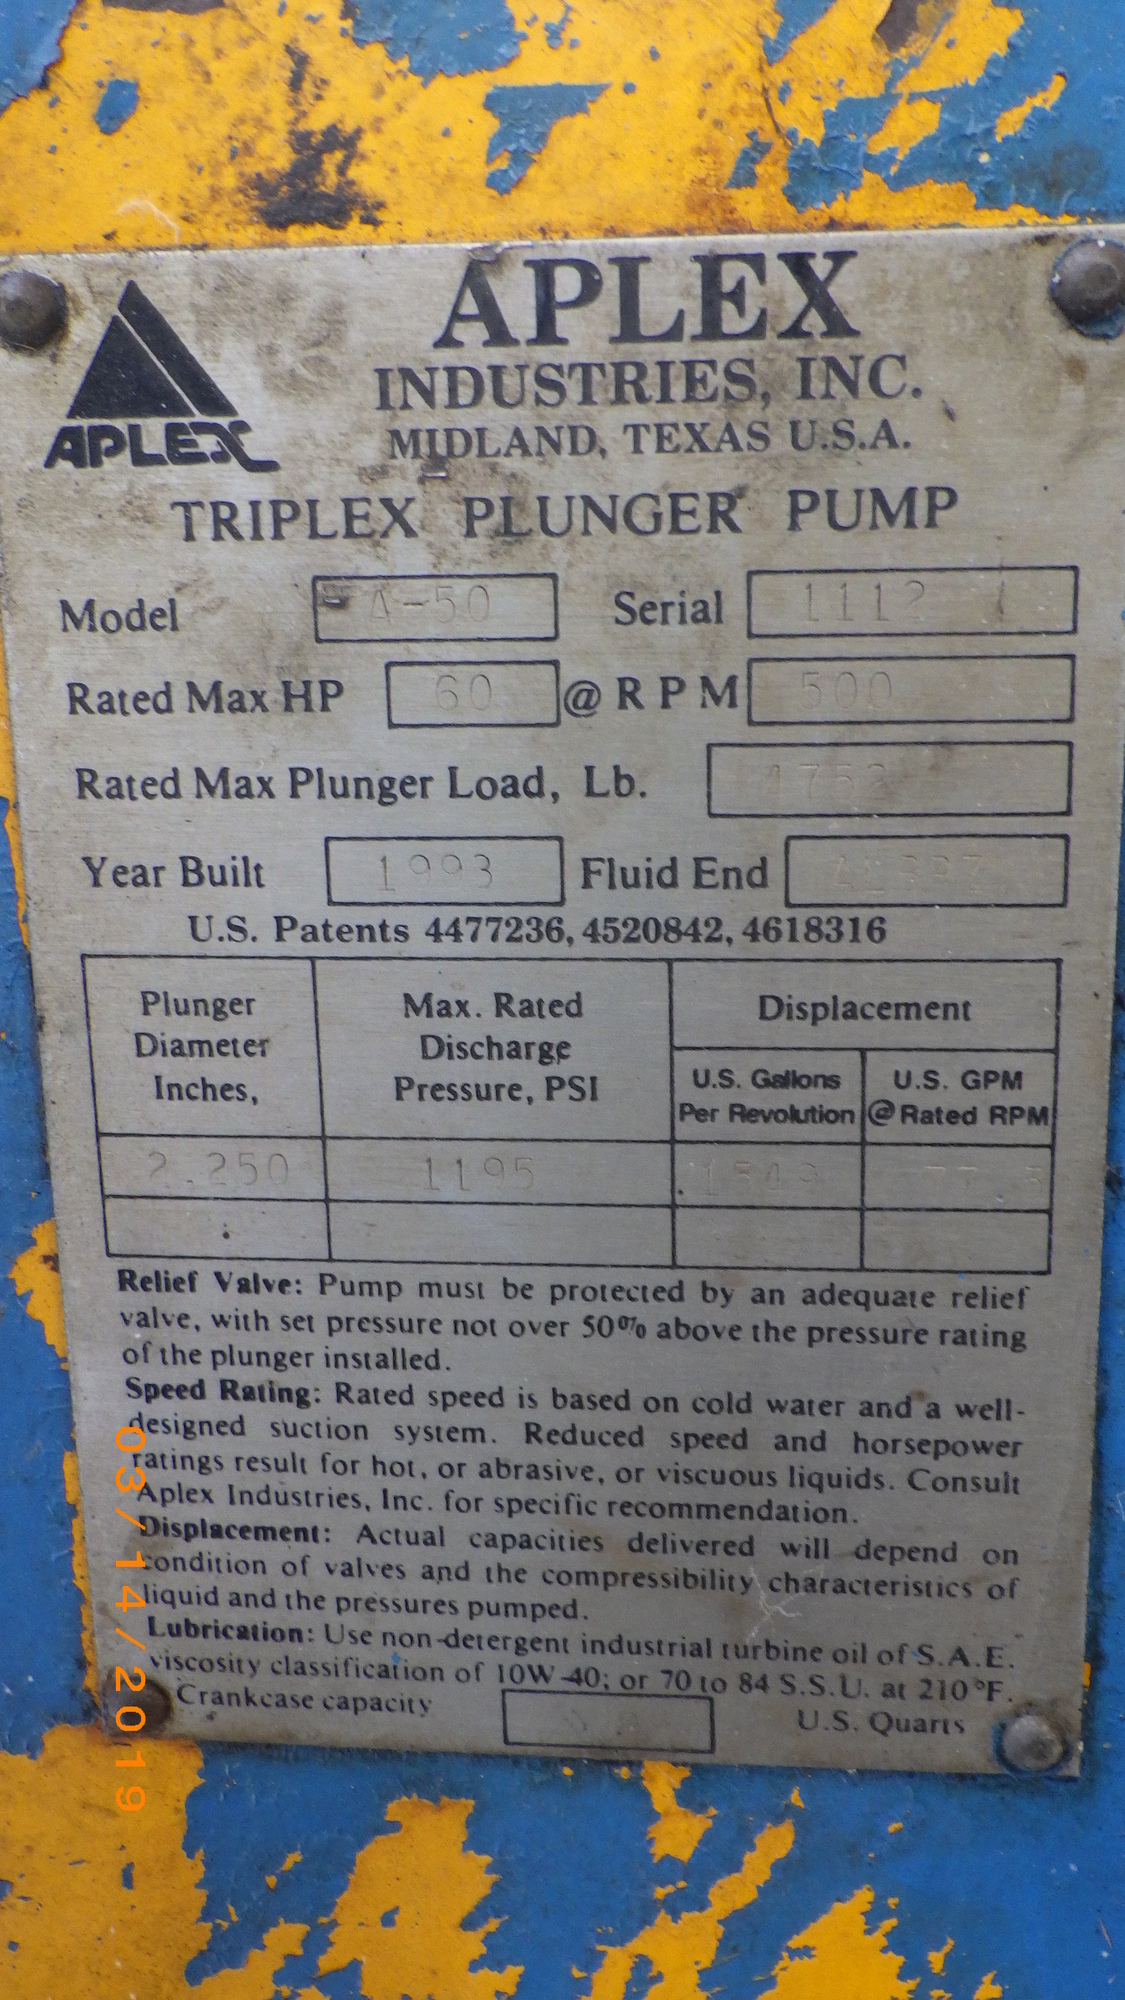 APLEX
APLEX
INDUSTRIES, INC.
MIDLAND, TEXAS U.S.A.
TRIPLEX PLUNGER PUMP
Model
Serial
Rated Max HP 60 @ R P M 500
Rated Max Plunger Load, Lb.
Year Built 1993 Fluid End
U.S. Patents 4477236, 4520842, 4618316
Plunger Diameter Inches,
Max. Rated Discharge Pressure, PSI
Displacement
U.S. Gallons Per Revolution
U.S. GPM @ Rated RPM
2.250 1195
Relief Valve: Pump must be protected by an adequate relief
valve, with set pressure not over 50% above the pressure rating
of the plunger installed.
Speed Rating: Rated speed is based on cold water and a well-
designed suction system. Reduced speed and horsepower
ratings result for hot, or abrasive, or viscuous liquids. Consult
Aplex Industries, Inc. for specific recommendation.
Displacement: Actual capacities delivered will depend on
condition of valves and the compressibility characteristics of
liquid and the pressures pumped.
Lubrication: Use non-detergent industrial turbine oil of S.A.E.
viscosity classification of 10W-40; or 70 to 84 S.S.U. at 210°F.
Crankcase capacity U.S. Quarts
03/14/2019